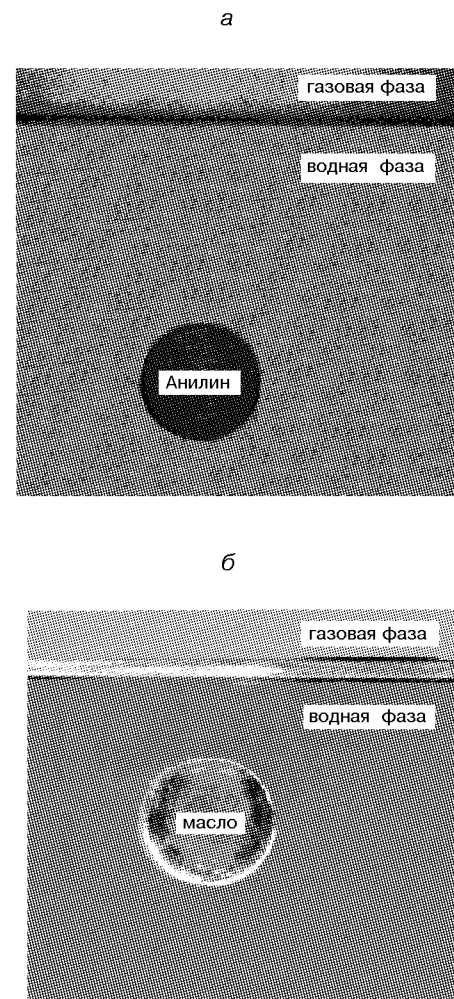 а
газовая фаза
водная фаза
Анилин
б
газовая фаза
водная фаза
масло